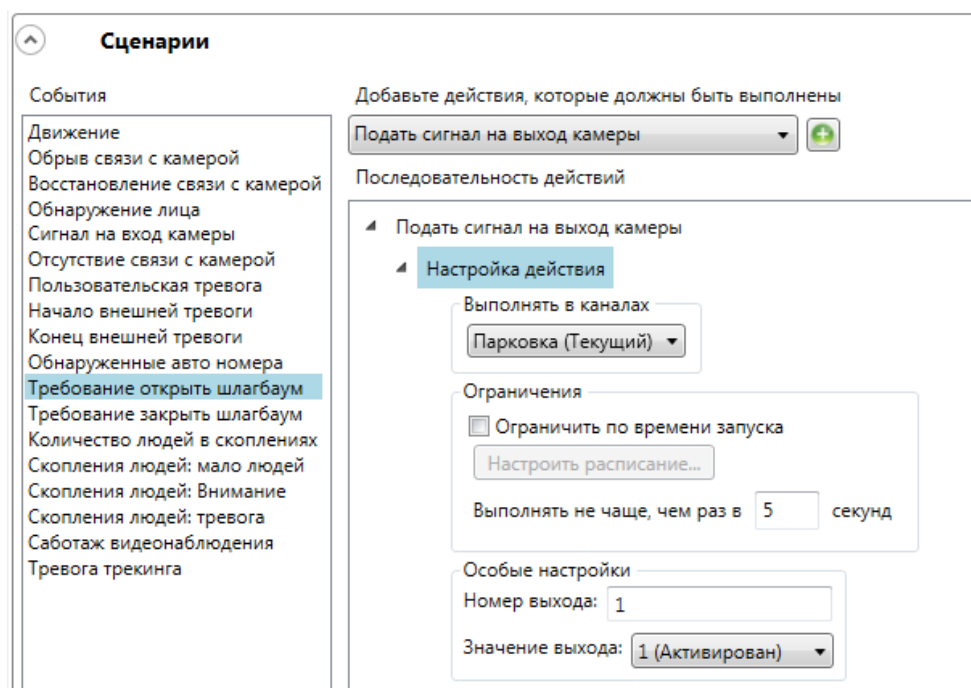 Сценарии
События
Движение
Обрыв связи с камерой
Восстановление связи с камерой
Обнаружение лица
Сигнал на вход камеры
Отсутствие связи с камерой
Пользовательская тревога
Начало внешней тревоги
Конец внешней тревоги
Обнаруженные авто номера
Требование открыть шлагбаум
Требование закрыть шлагбаум
Количество людей в скоплениях
Скопления людей: мало людей
Скопления людей: Внимание
Скопления людей: тревога
Саботаж видеонаблюдения
Тревога трекинга
Добавьте действия, которые должны быть выполнены
Подать сигнал на выход камеры
Последовательность действий
Подать сигнал на выход камеры
Настройка действия
Выполнять в каналах
Парковка (Текущий)
Ограничения
Ограничить по времени запуска
Настроить расписание...
Выполнять не чаще, чем раз в 5 секунд
Особые настройки
Номер выхода: 1
Значение выхода: 1 (Активирован)